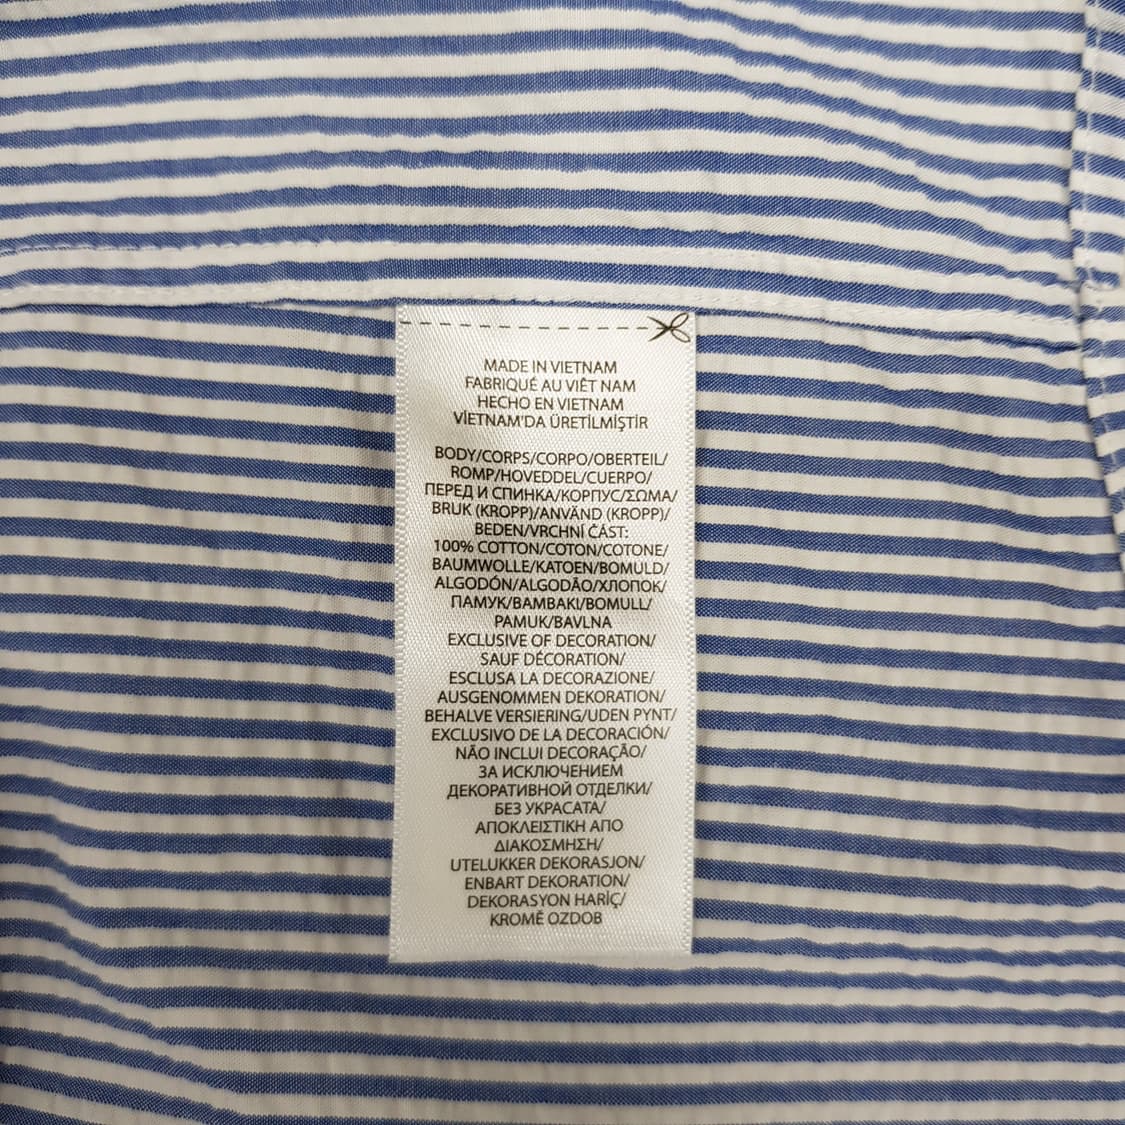 MADE IN VIETNAM
FABRIQUÉ AU VIÊT NAM
HECHO EN VIETNAM
VİETNAM'DA ÜRETİLMİŞTİR
BODY/CORPS/CORPO/OBERTEIL/
ROMP/HOVEDDEL/CUERPO/
ПЕРЕД И СПИНКА/КОРПУС/ΣΩΜΑ/
BRUK (KROPP)/ANVÄND (KROPP)/
BEDEN/VRCHNÍ ČÁST:
100% COTTON/COTON/COTONE/
BAUMWOLLE/KATOEN/BOMULD/
ALGODÓN/ALGODÃO/ХЛОПОК/
ПАМУК/ΒΑΜΒΑΚΙ/BOMULL/
PAMUK/BAVLNA
EXCLUSIVE OF DECORATION/
SAUF DÉCORATION/
ESCLUSA LA DECORAZIONE/
AUSGENOMMEN DEKORATION/
BEHALVE VERSIERING/UDEN PYNT/
EXCLUSIVO DE LA DECORACIÓN/
NÃO INCLUI DECORAÇÃO/
ЗА ИСКЛЮЧЕНИЕМ
ДЕКОРАТИВНОЙ ОТДЕЛКИ/
БЕЗ УКРАСАТА/
ΑΠΟΚΛΕΙΣΤΙΚΗ ΑΠΟ
ΔΙΑΚΟΣΜΗΣΗ/
UTELUKKER DEKORASJON/
ENBART DEKORATION/
DEKORASYON HARİÇ/
KROMĚ OZDOB